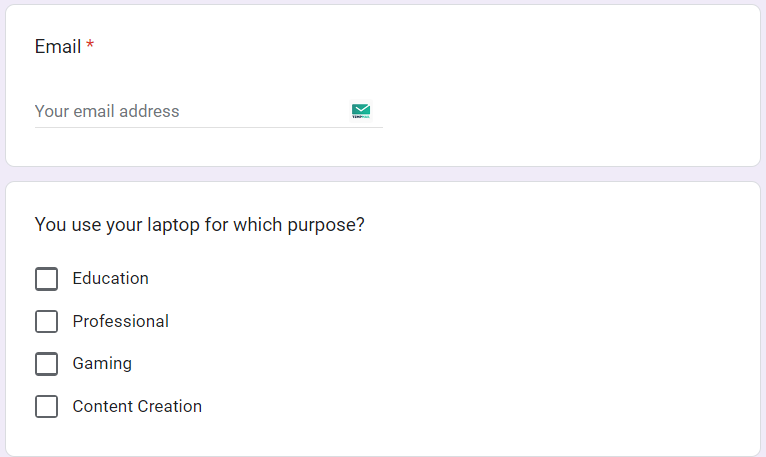 Email *
Your email address
You use your laptop for which purpose?
Education
Professional
Gaming
Content Creation